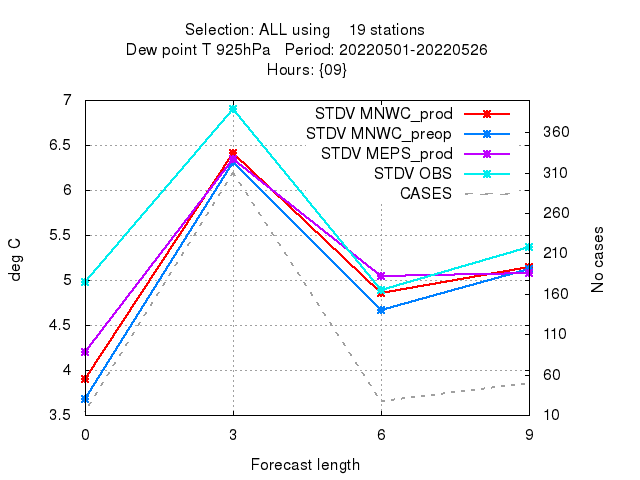 Selection: ALL using    19 stations
Dew point T 925hPa   Period: 20220501-20220526
Hours: {09}
7
6.5
6
5.5
5
4.5
4
3.5
deg C
STDV MNWC_prod
STDV MNWC_preop
STDV MEPS_prod
STDV OBS
CASES
360
310
260
210
160
110
60
10
No cases
0 3 6 9
Forecast length